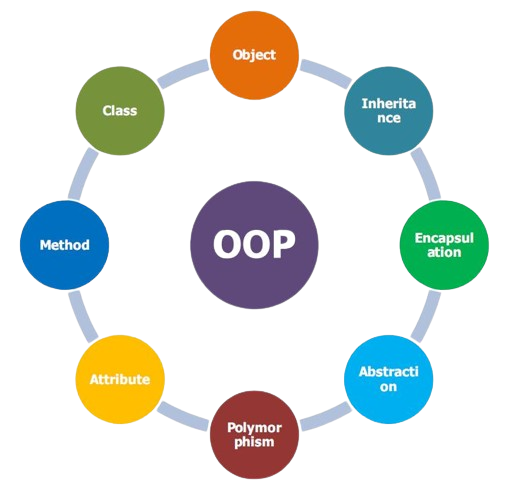 Object
Inherita
nce
Encapsul
ation
Abstracti
on
Polymor
phism
Attribute
Method
Class
OOP